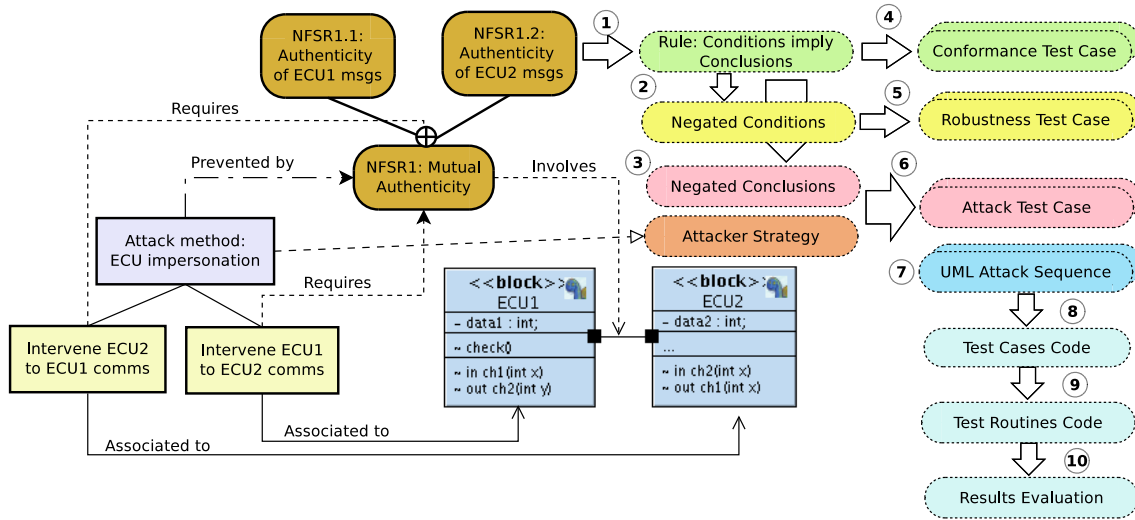 NFSR1.1:
Authenticity
of ECU1 msgs
NFSR1.2:
Authenticity
of ECU2 msgs
1
Rule: Conditions imply
Conclusions
4
Conformance Test Case
2
Negated Conditions
5
Robustness Test Case
Requires
Prevented by
NFSR1: Mutual
Authenticity
Involves
3
Negated Conclusions
6
Attack Test Case
Attacker Strategy
Attack method:
ECU impersonation
Requires
7
UML Attack Sequence
8
Test Cases Code
9
Test Routines Code
10
Results Evaluation
<<block>>
ECU1
- data1 : int;
~ check()
~ in ch1(int x)
~ out ch2(int y)
<<block>>
ECU2
- data2 : int;
...
~ in ch2(int x)
~ out ch1(int x)
Intervene ECU2
to ECU1 comms
Intervene ECU1
to ECU2 comms
Associated to
Associated to